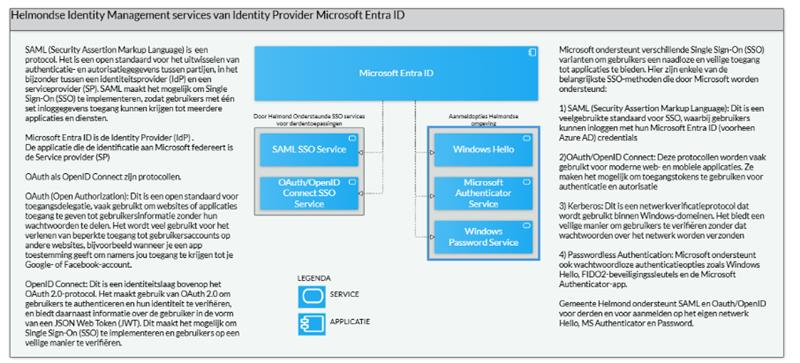 Helmondse Identity Management services van Identity Provider Microsoft Entra ID
SAML (Security Assertion Markup Language) is een
protocol. Het is een open standaard voor het uitwisselen van
authenticatie- en autorisatiegegevens tussen partijen, in het
bijzonder tussen een identiteitsprovider (IdP) en een
serviceprovider (SP). SAML maakt het mogelijk om Single
Sign-On (SSO) te implementeren, zodat gebruikers met één
set inloggegevens toegang kunnen krijgen tot meerdere
applicaties en diensten.
Microsoft Entra ID is de Identity Provider (IdP) .
De applicatie die de identificatie aan Microsoft federeert is
de Service provider (SP)
OAuth als OpenID Connect zijn protocollen.
OAuth (Open Authorization): Dit is een open standaard voor
toegangsdelegatie, vaak gebruikt om websites of applicaties
toegang te geven tot gebruikersinformatie zonder hun
wachtwoorden te delen. Het wordt veel gebruikt voor het
verlenen van beperkte toegang tot gebruikersaccounts op
andere websites, bijvoorbeeld wanneer je een app
toestemming geeft om namens jou toegang te krijgen tot je
Google- of Facebook-account.
OpenID Connect: Dit is een identiteitslaag bovenop het
OAuth 2.0-protocol. Het maakt gebruik van OAuth 2.0 om
gebruikers te authenticeren en hun identiteit te verifiëren,
en biedt daarnaast informatie over de gebruiker in de vorm
van een JSON Web Token (JWT). Dit maakt het mogelijk om
Single Sign-On (SSO) te implementeren en gebruikers op een
veilige manier te verifiëren.
Microsoft Entra ID
Door Helmond Ondersteunde SSO services
voor derdentoepassingen
SAML SSO Service
OAuth/OpenID
Connect SSO
Service
Aanmeldopties Helmondse
omgeving
Windows Hello
Microsoft
Authenticator
Service
Windows
Password Service
LEGENDA
SERVICE
APPLICATIE
Microsoft ondersteunt verschillende Single Sign-On (SSO)
varianten om gebruikers een naadloze en veilige toegang
tot applicaties te bieden. Hier zijn enkele van de
belangrijkste SSO-methoden die door Microsoft worden
ondersteund:
1) SAML (Security Assertion Markup Language): Dit is een
veelgebruikte standaard voor SSO, waarbij gebruikers
kunnen inloggen met hun Microsoft Entra ID (voorheen
Azure AD) credentials
2)OAuth/OpenID Connect: Deze protocollen worden vaak
gebruikt voor moderne web- en mobiele applicaties. Ze
maken het mogelijk om toegangstokens te gebruiken voor
authenticatie en autorisatie
3) Kerberos: Dit is een netwerkverificatieprotocol dat
wordt gebruikt binnen Windows-domeinen. Het biedt een
veilige manier om gebruikers te verifiëren zonder dat
wachtwoorden over het netwerk worden verzonden
4) Passwordless Authentication: Microsoft ondersteunt
ook wachtwoordloze authenticatieopties zoals Windows
Hello, FIDO2-beveiligingssleutels en de Microsoft
Authenticator-app.
Gemeente Helmond ondersteunt SAML en Oauth/OpenID
voor derden en voor aanmelden op het eigen netwerk
Hello, MS Authenticator en Password.